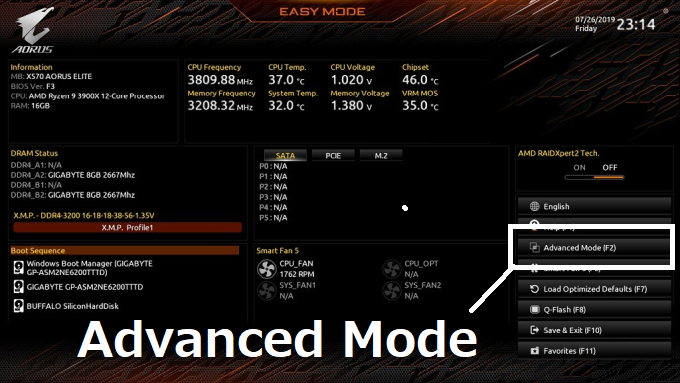 EASY MODE
AORUS
07/26/2019
Friday
23:14
Information
MB: X570 AORUS ELITE
BIOS Ver. F3
CPU: AMD Ryzen 9 3900X 12-Core Processor
RAM: 16GB
CPU Frequency CPU Temp. CPU Voltage Chipset
3809.88 MHz 37.0 °C 1.020 V 46.0 °C
Memory Frequency System Temp. Memory Voltage VRM MOS
3208.32 MHz 32.0 °C 1.380 V 35.0 °C
DRAM Status
DDR4_A1: N/A
DDR4_A2: GIGABYTE 8GB 2667Mhz
DDR4_B1: N/A
DDR4_B2: GIGABYTE 8GB 2667Mhz
X.M.P. - DDR4-3200 16-18-18-38-56-1.35V
X.M.P. Profile1
SATA PCIE M.2
P0 : N/A
P1 : N/A
P2 : N/A
P3 : N/A
P4 : N/A
P5 : N/A
AMD RAIDXpert2 Tech.
ON OFF
Boot Sequence
Windows Boot Manager (GIGABYTE
GP-ASM2NE6200TTTD)
GIGABYTE GP-ASM2NE6200TTTD
BUFFALO SiliconHardDisk
Smart Fan 5
CPU_FAN
1762 RPM
CPU_OPT
N/A
SYS_FAN1
N/A
SYS_FAN2
N/A
English
Advanced Mode (F2)
Load Optimized Defaults (F7)
Q-Flash (F8)
Save & Exit (F10)
Favorites (F11)
Advanced Mode